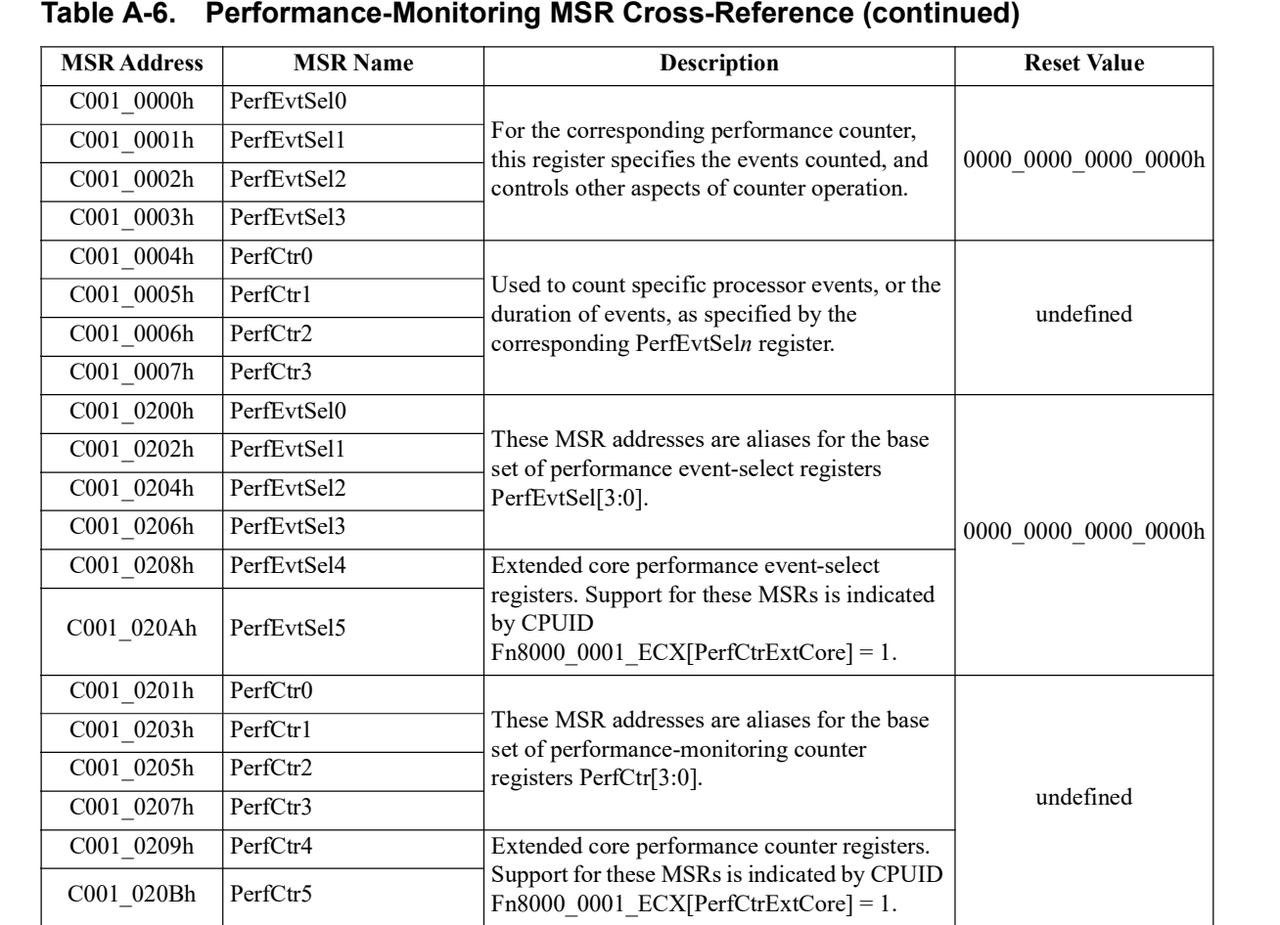 Table A-6. Performance-Monitoring MSR Cross-Reference (continued)
MSR Address MSR Name Description Reset Value
C001_0000h PerfEvtSel0
C001_0001h PerfEvtSel1
C001_0002h PerfEvtSel2
C001_0003h PerfEvtSel3
For the corresponding performance counter,
this register specifies the events counted, and
controls other aspects of counter operation.
0000_0000_0000_0000h
C001_0004h PerfCtr0
C001_0005h PerfCtr1
C001_0006h PerfCtr2
C001_0007h PerfCtr3
Used to count specific processor events, or the
duration of events, as specified by the
corresponding PerfEvtSeln register.
undefined
C001_0200h PerfEvtSel0
C001_0202h PerfEvtSel1
C001_0204h PerfEvtSel2
C001_0206h PerfEvtSel3
These MSR addresses are aliases for the base
set of performance event-select registers
PerfEvtSel[3:0].
0000_0000_0000_0000h
C001_0208h PerfEvtSel4
C001_020Ah PerfEvtSel5
Extended core performance event-select
registers. Support for these MSRs is indicated
by CPUID
Fn8000_0001_ECX[PerfCtrExtCore] = 1.
C001_0201h PerfCtr0
C001_0203h PerfCtr1
C001_0205h PerfCtr2
C001_0207h PerfCtr3
These MSR addresses are aliases for the base
set of performance-monitoring counter
registers PerfCtr[3:0].
undefined
C001_0209h PerfCtr4
C001_020Bh PerfCtr5
Extended core performance counter registers.
Support for these MSRs is indicated by CPUID
Fn8000_0001_ECX[PerfCtrExtCore] = 1.